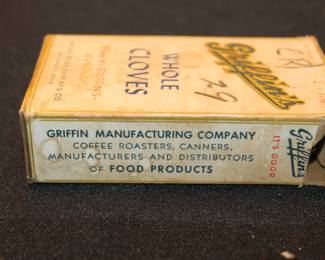 Griffin's
WHOLE
CLOVES
29
GRIFFIN MANUFACTURING COMPANY
COFFEE ROASTERS, CANNERS,
MANUFACTURERS AND DISTRIBUTORS
OF FOOD PRODUCTS
Griffin's
IT'S GOOD